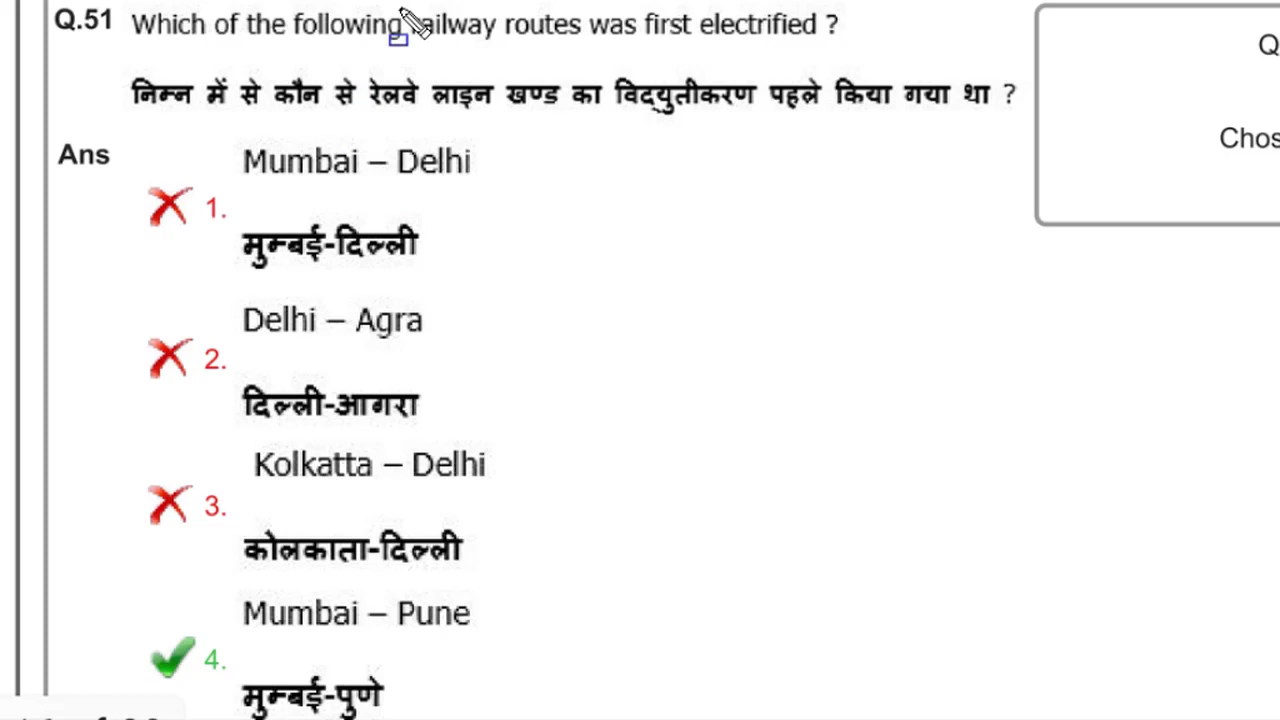 Q.51 Which of the following railway routes was first electrified ?
निम्न में से कौन से रेलवे लाइन खण्ड का विद्युतीकरण पहले किया गया था ?
Ans
Mumbai – Delhi
1.
मुम्बई-दिल्ली
Delhi – Agra
2.
दिल्ली-आगरा
Kolkatta – Delhi
3.
कोलकाता-दिल्ली
Mumbai – Pune
4.
मुम्बई-पुणे
Q